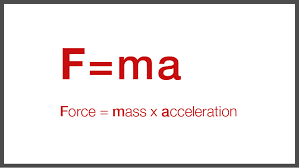 F=ma
Force = mass x acceleration